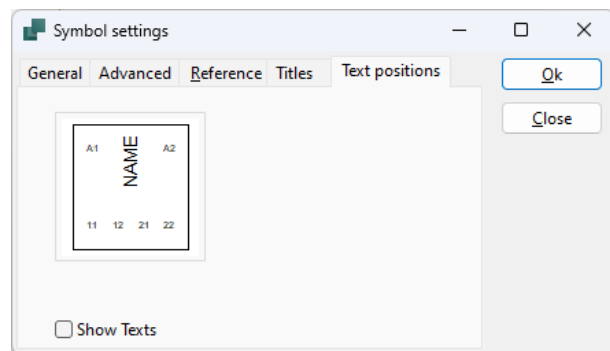 Symbol settings
General Advanced Reference Titles Text positions
Ok
Close
A1 NAME A2
11 12 21 22
Show Texts